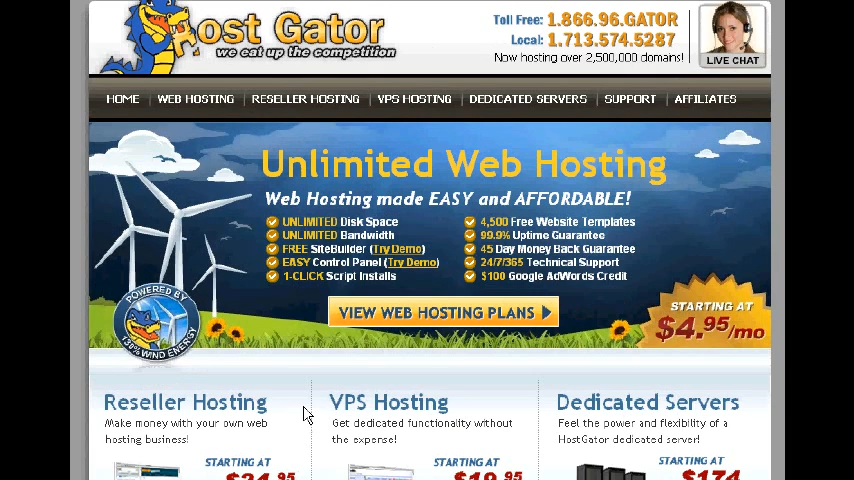 Host Gator
we eat up the competition
Toll Free: 1.866.96.GATOR
Local: 1.713.574.5287
Now hosting over 2,500,000 domains!
LIVE CHAT
HOME | WEB HOSTING | RESELLER HOSTING | VPS HOSTING | DEDICATED SERVERS | SUPPORT | AFFILIATES
Unlimited Web Hosting
Web Hosting made EASY and AFFORDABLE!
UNLIMITED Disk Space
UNLIMITED Bandwidth
FREE SiteBuilder (Try Demo)
EASY Control Panel (Try Demo)
1-CLICK Script Installs
4,500 Free Website Templates
99.9% Uptime Guarantee
45 Day Money Back Guarantee
24/7/365 Technical Support
$100 Google AdWords Credit
VIEW WEB HOSTING PLANS
STARTING AT
$4.95/mo
POWERED BY
130% WIND ENERGY
Reseller Hosting
Make money with your own web
hosting business!
STARTING AT
$24.95
VPS Hosting
Get dedicated functionality without
the expense!
STARTING AT
$19.95
Dedicated Servers
Feel the power and flexibility of a
HostGator dedicated server!
STARTING AT
$174